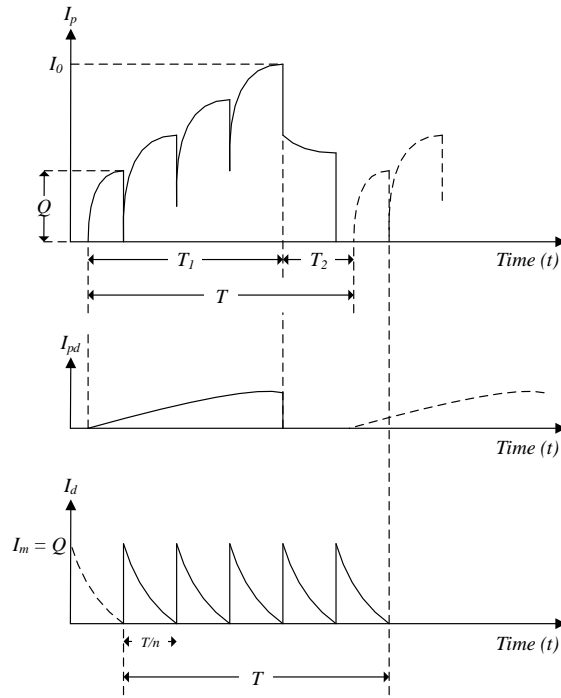 I_p
I_0
Q
T_1
T_2
Time (t)
T
I_pd
Time (t)
I_d
I_m = Q
T/n
Time (t)
T